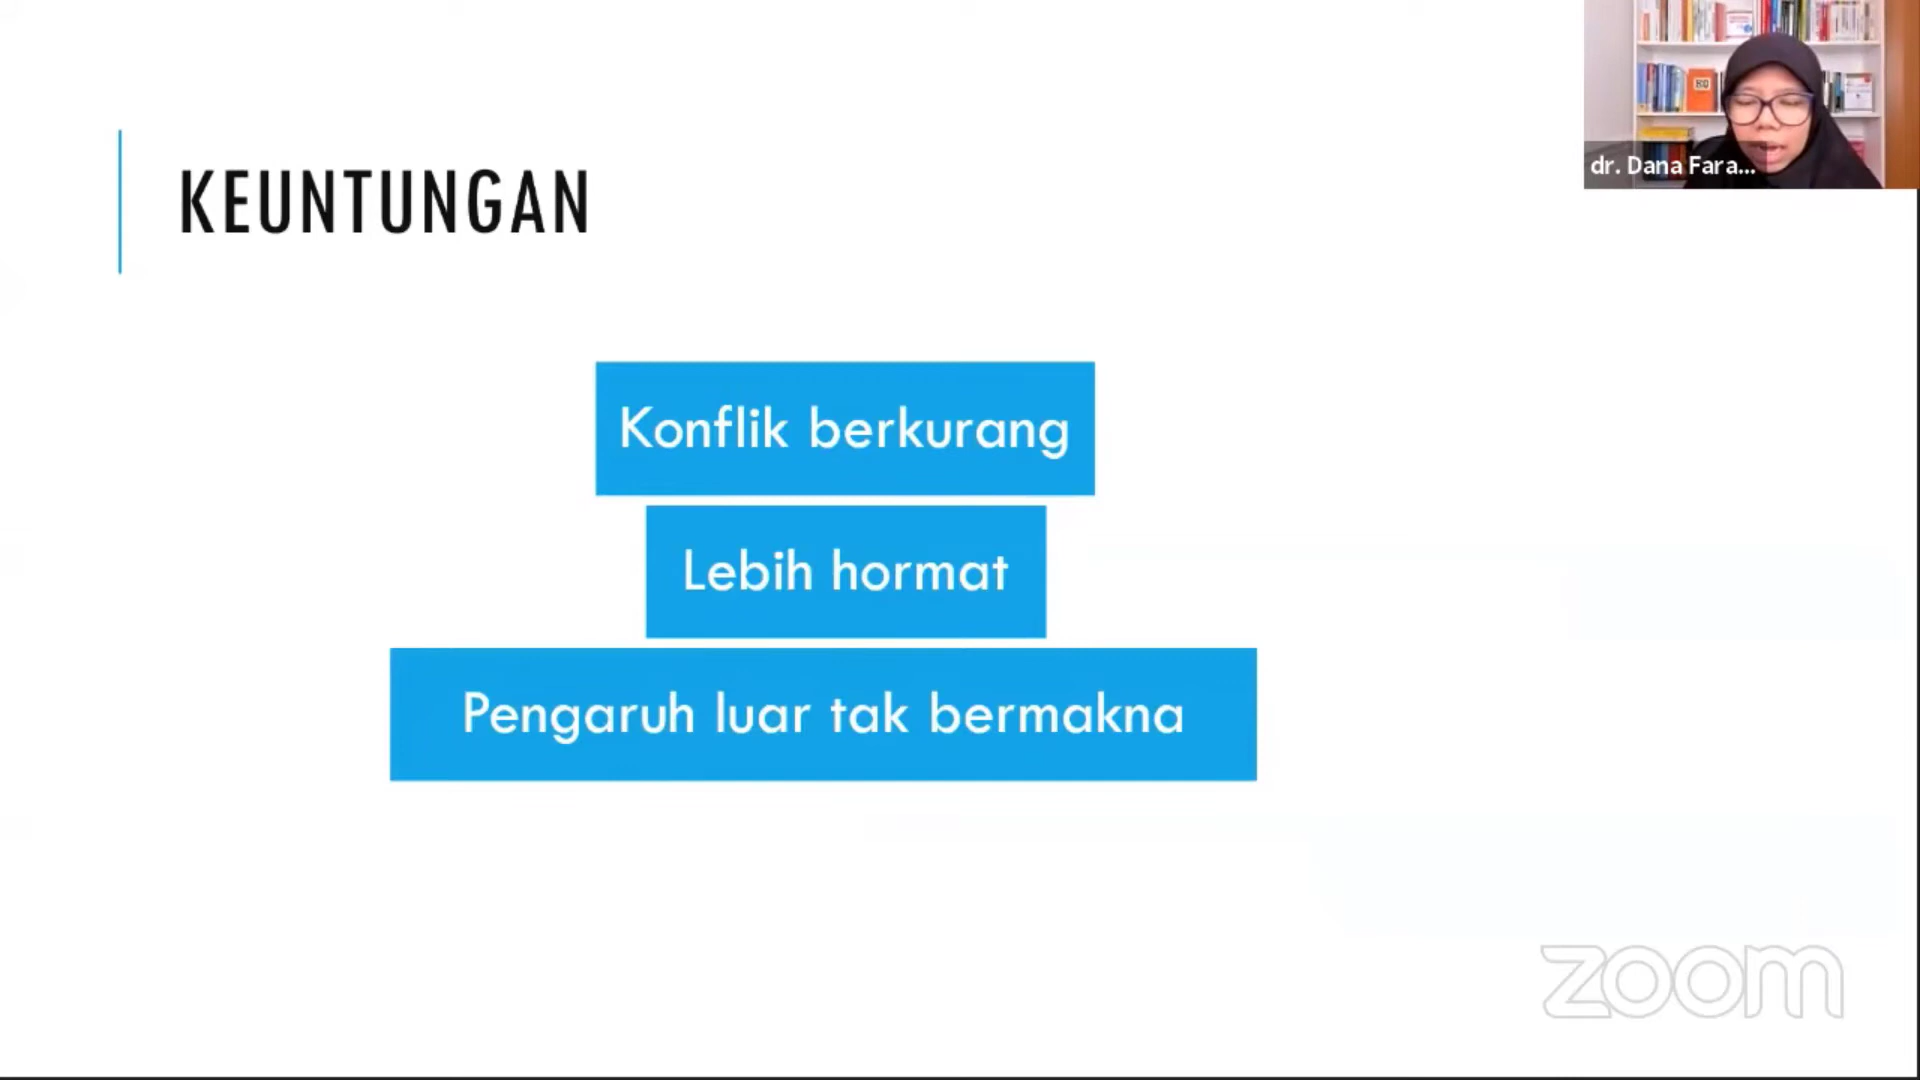 dr. Dana Fara...
KEUNTUNGAN
Konflik berkurang
Lebih hormat
Pengaruh luar tak bermakna
zoom